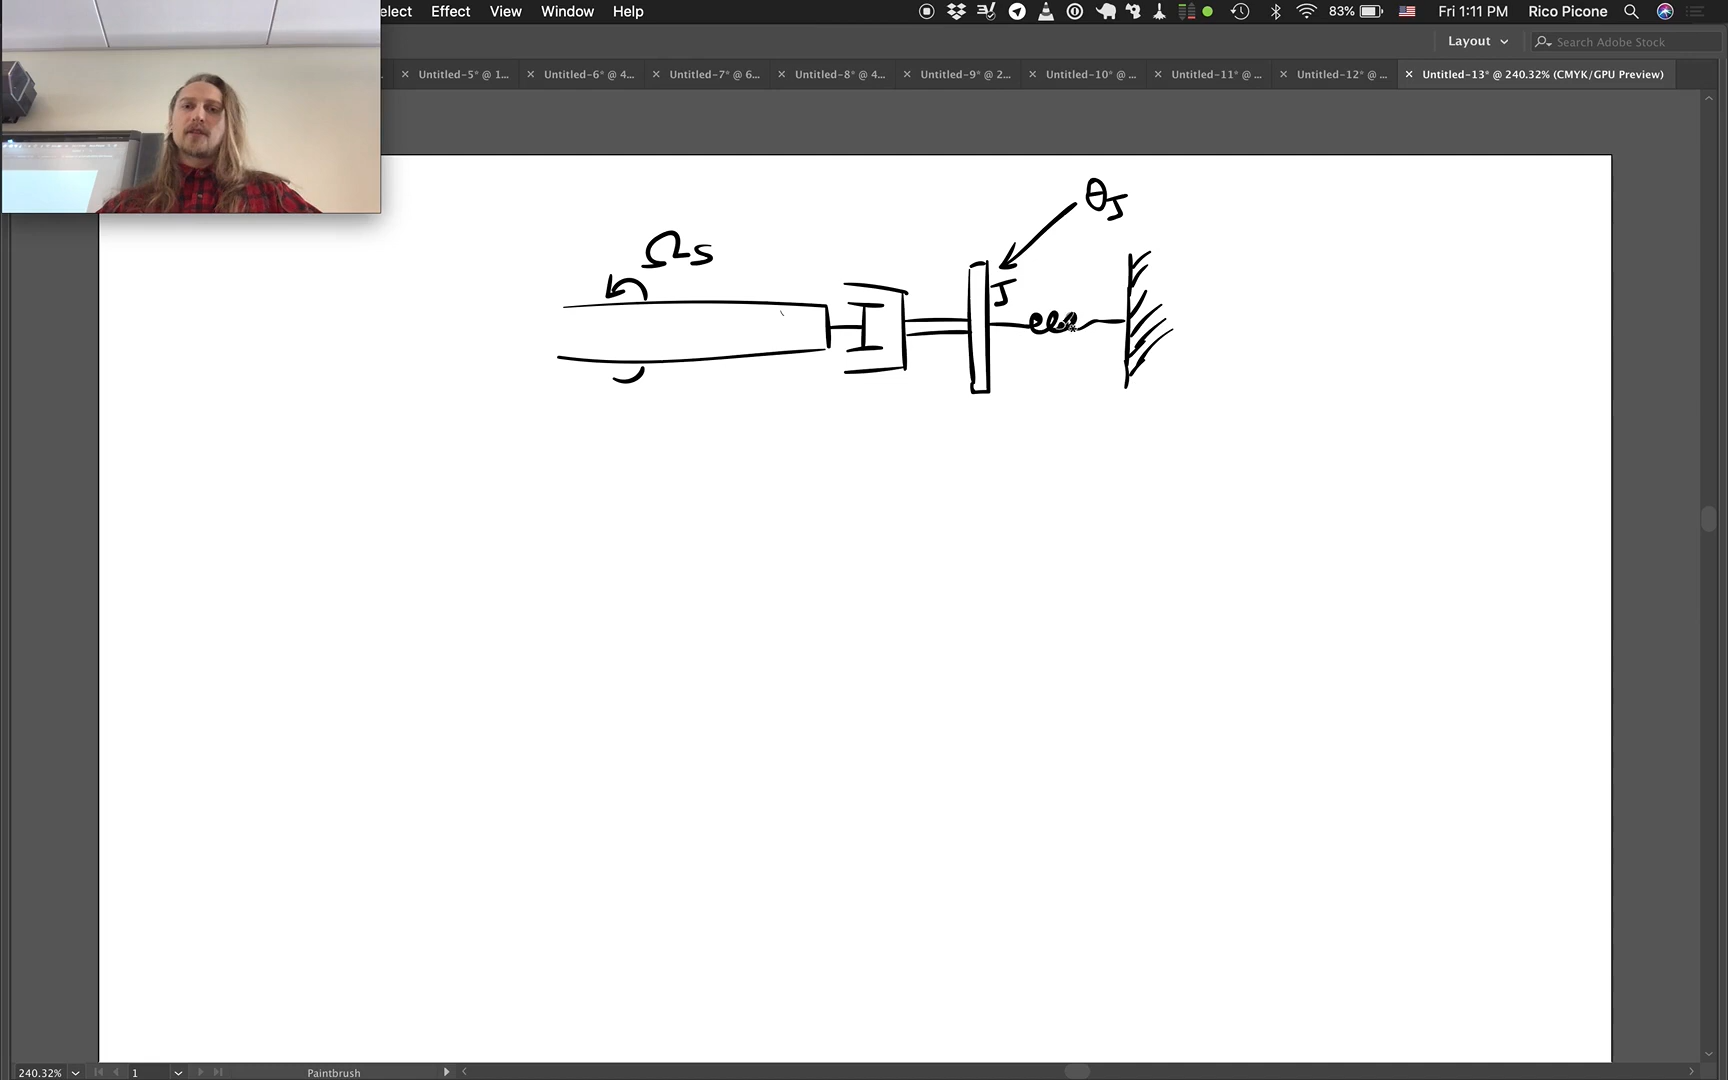 elect Effect View Window Help 83% Fri 1:11 PM Rico Picone
Layout Search Adobe Stock
Untitled-5* @ 1... Untitled-6* @ 4... Untitled-7* @ 6... Untitled-8* @ 4... Untitled-9* @ 2... Untitled-10* @ ... Untitled-11* @ ... Untitled-12* @ ... Untitled-13* @ 240.32% (CMYK/GPU Preview)
θJ
Ωs
J
240.32% 1 Paintbrush